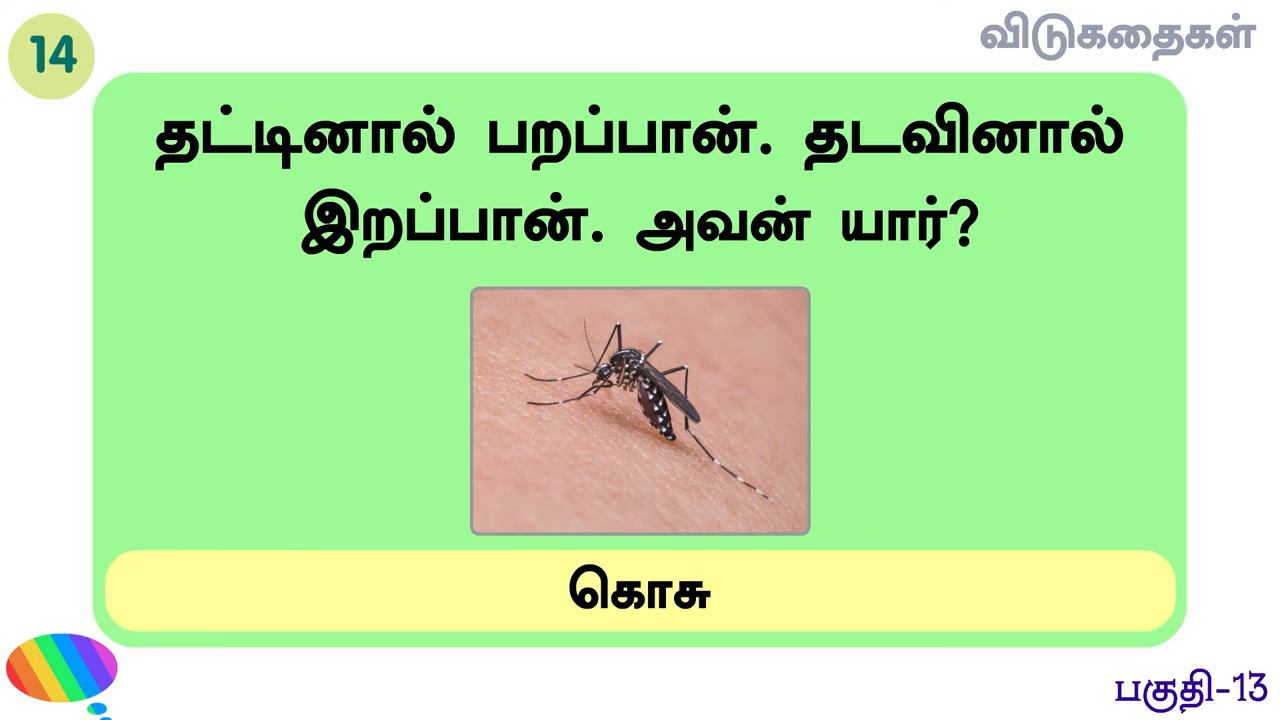 14
விடுகதைகள்
தட்டினால் பறப்பான். தடவினால்
இறப்பான். அவன் யார்?
கொசு
பகுதி-13